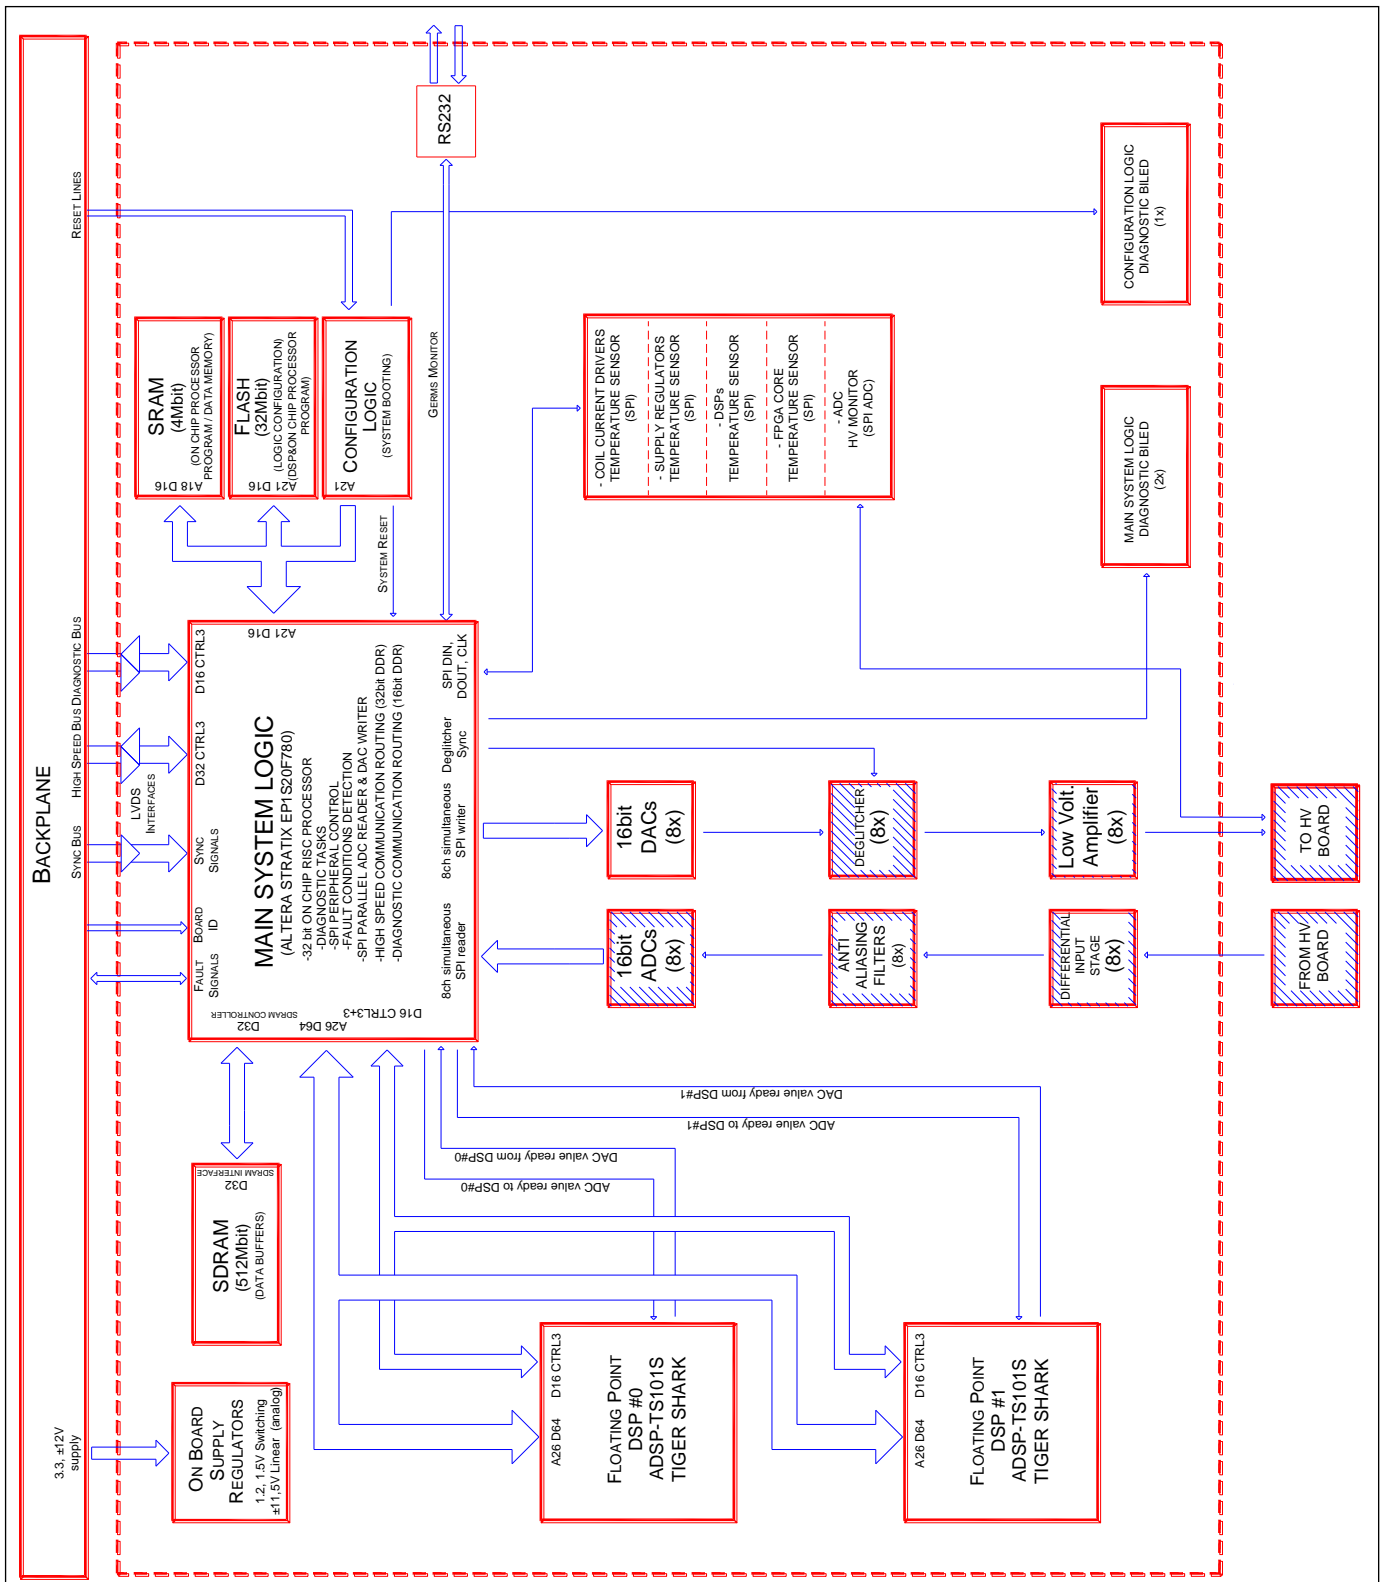 BACKPLANE
3.3, ±12V
supply
SYNC BUS
HIGH SPEED BUS
DIAGNOSTIC BUS
RESET LINES
LVDS
INTERFACES
ON BOARD
SUPPLY
REGULATORS
1.2, 1.5V Switching
±11,5V Linear (analog)
SDRAM
(512Mbit)
(DATA BUFFERS)
D32
SDRAM INTERFACE
FAULT
SIGNALS
BOARD
ID
SYNC
SIGNALS
D32 CTRL3
D16 CTRL3
MAIN SYSTEM LOGIC
(ALTERA STRATIX EP1S20F780)
-32 bit ON CHIP RISC PROCESSOR
-DIAGNOSTIC TASKS
-SPI PERIPHERAL CONTROL
-FAULT CONDITIONS DETECTION
-SPI PARALLEL ADC READER & DAC WRITER
-HIGH SPEED COMMUNICATION ROUTING (32bit DDR)
-DIAGNOSTIC COMMUNICATION ROUTING (16bit DDR)
SDRAM CONTROLLER
D32
A26 D64
D16 CTRL3+3
A21 D16
8ch simultaneous
SPI reader
8ch simultaneous
SPI writer
Deglitcher
Sync
SPI DIN,
DOUT, CLK
SRAM
(4Mbit)
(ON CHIP PROCESSOR
PROGRAM / DATA MEMORY)
A18 D16
FLASH
(32Mbit)
(LOGIC CONFIGURATION)
(DSP&ON CHIP PROCESSOR
PROGRAM)
A21 D16
CONFIGURATION
LOGIC
(SYSTEM BOOTING)
A21
SYSTEM RESET
GERMS MONITOR
RS232
- COIL CURRENT DRIVERS
TEMPERATURE SENSOR
(SPI)
- SUPPLY REGULATORS
TEMPERATURE SENSOR
(SPI)
- DSPs
TEMPERATURE SENSOR
(SPI)
- FPGA CORE
TEMPERATURE SENSOR
(SPI)
- ADC
HV MONITOR
(SPI ADC)
CONFIGURATION LOGIC
DIAGNOSTIC BILED
(1x)
MAIN SYSTEM LOGIC
DIAGNOSTIC BILED
(2x)
16bit
DACs
(8x)
DEGLITCHER
(8x)
Low Volt.
Amplifier
(8x)
TO HV
BOARD
16bit
ADCs
(8x)
ANTI
ALIASING
FILTERS
(8x)
DIFFERENTIAL
INPUT
STAGE
(8x)
FROM HV
BOARD
ADC value ready to DSP#0
DAC value ready from DSP#0
ADC value ready to DSP#1
DAC value ready from DSP#1
A26 D64
D16 CTRL3
FLOATING POINT
DSP #0
ADSP-TS101S
TIGER SHARK
A26 D64
D16 CTRL3
FLOATING POINT
DSP #1
ADSP-TS101S
TIGER SHARK